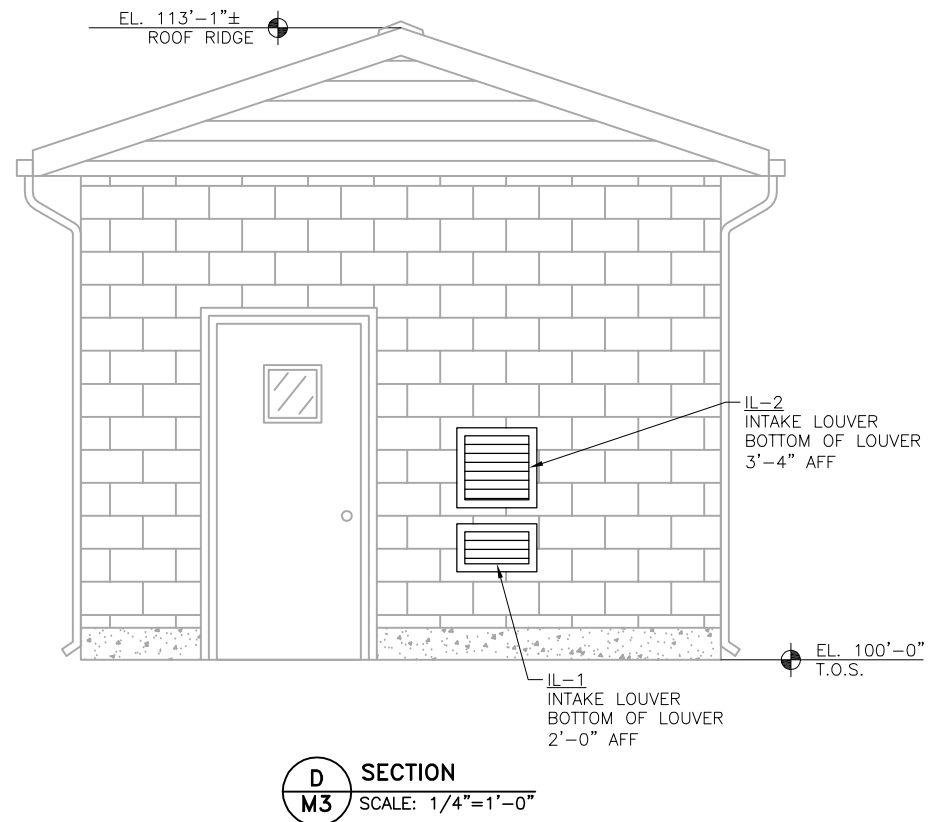 EL. 113'-1"±
ROOF RIDGE
IL-2
INTAKE LOUVER
BOTTOM OF LOUVER
3'-4" AFF
EL. 100'-0"
T.O.S.
IL-1
INTAKE LOUVER
BOTTOM OF LOUVER
2'-0" AFF
D
M3
SECTION
SCALE: 1/4"=1'-0"